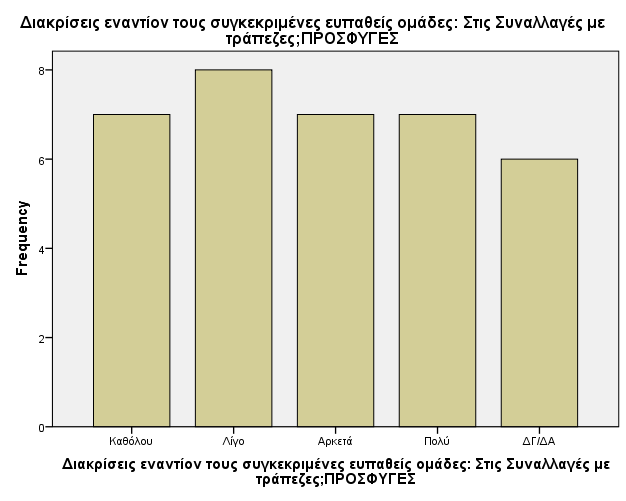 Διακρίσεις εναντίον τους συγκεκριμένες ευπαθείς ομάδες: Στις Συναλλαγές με
τράπεζες;ΠΡΟΣΦΥΓΕΣ
8
6
4
2
0
Frequency
Καθόλου Λίγο Αρκετά Πολύ ΔΓ/ΔΑ
Διακρίσεις εναντίον τους συγκεκριμένες ευπαθείς ομάδες: Στις Συναλλαγές με
τράπεζες;ΠΡΟΣΦΥΓΕΣ